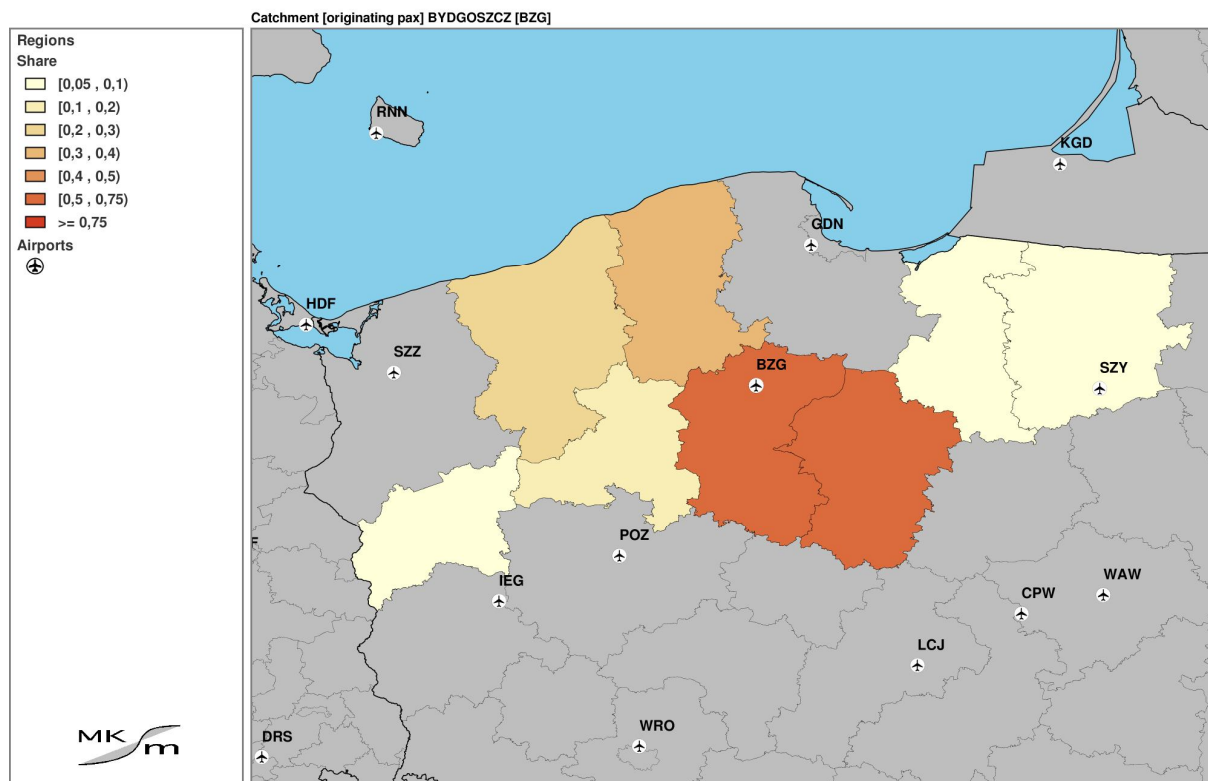 Catchment [originating pax] BYDGOSZCZ [BZG]
Regions
Share
[0,05 , 0,1)
[0,1 , 0,2)
[0,2 , 0,3)
[0,3 , 0,4)
[0,4 , 0,5)
[0,5 , 0,75)
>= 0,75
Airports
RNN
KGD
GDN
HDF
SZZ
BZG
SZY
F
POZ
IEG
WAW
CPW
LCJ
WRO
DRS
MK
m